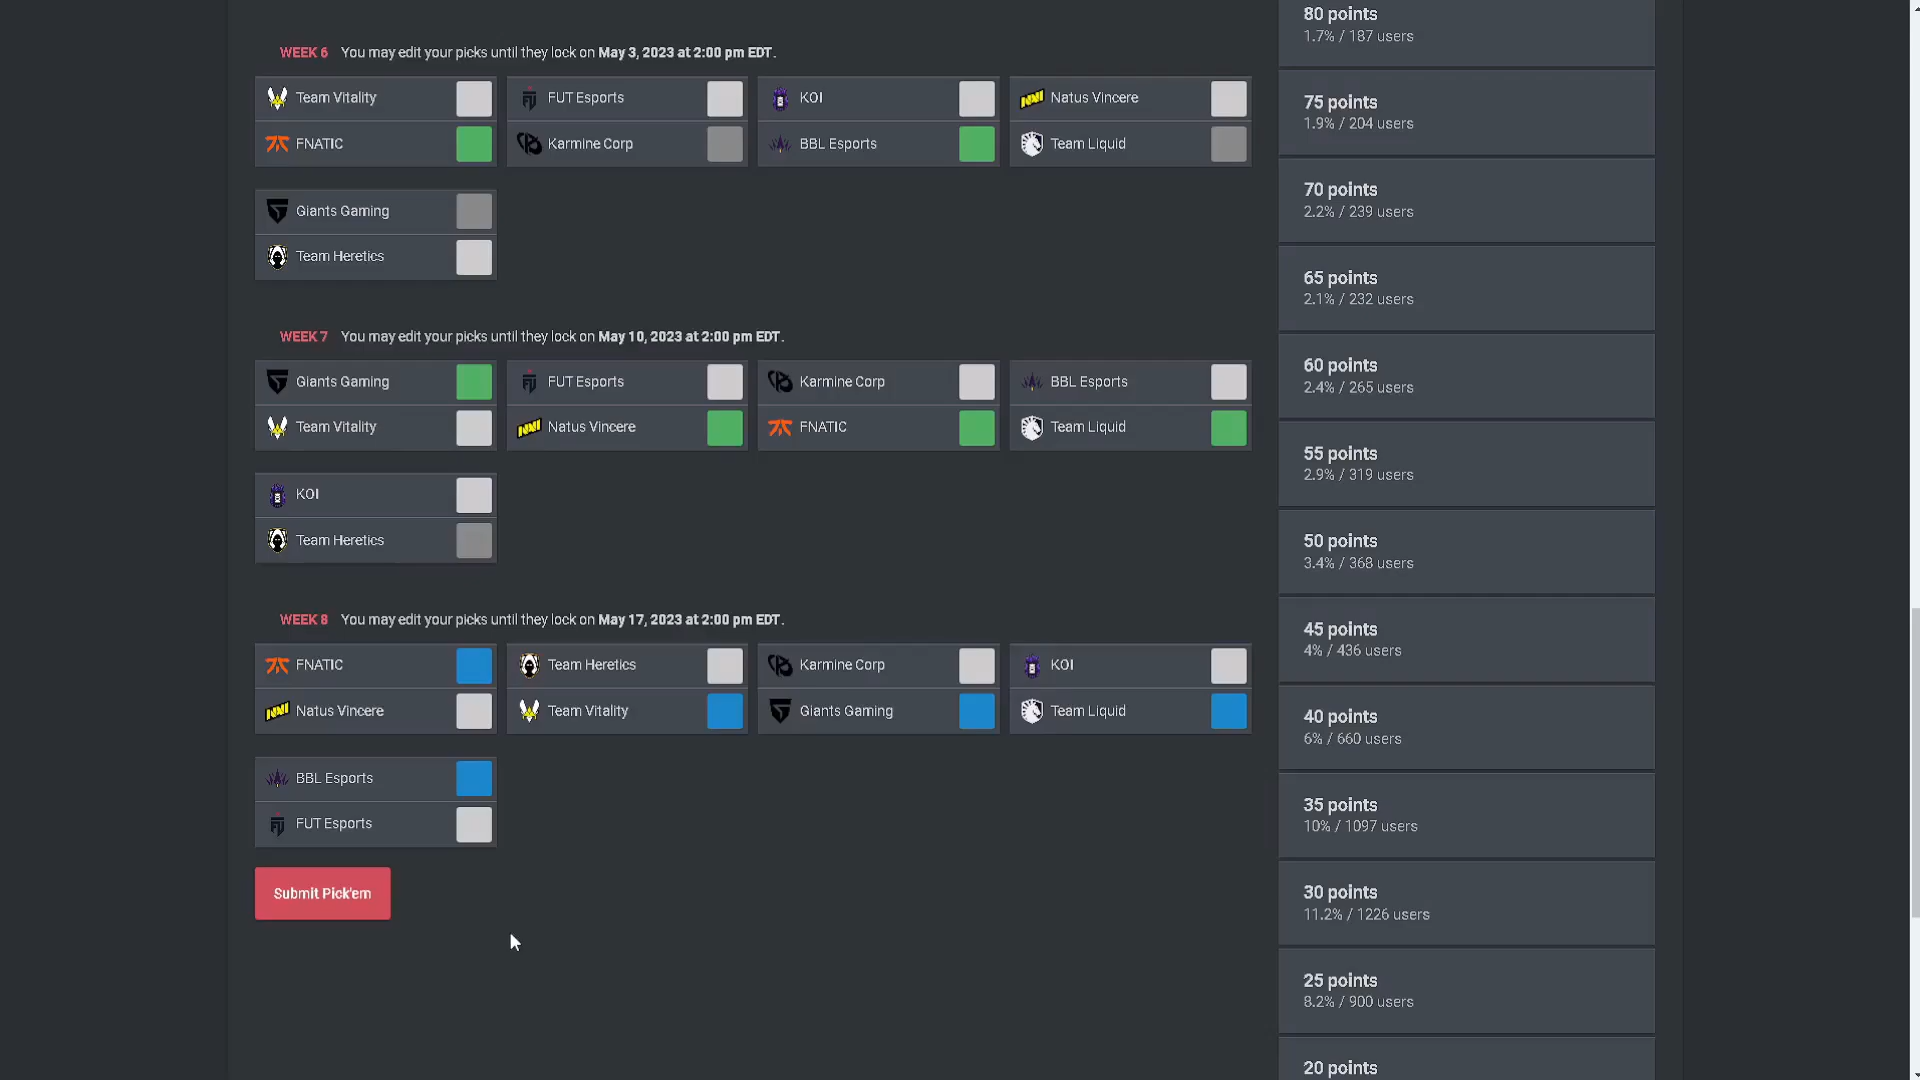 WEEK 6 You may edit your picks until they lock on May 3, 2023 at 2:00 pm EDT.
Team Vitality
FNATIC
FUT Esports
Karmine Corp
KOI
BBL Esports
Natus Vincere
Team Liquid
Giants Gaming
Team Heretics
WEEK 7 You may edit your picks until they lock on May 10, 2023 at 2:00 pm EDT.
Giants Gaming
Team Vitality
FUT Esports
Natus Vincere
Karmine Corp
FNATIC
BBL Esports
Team Liquid
KOI
Team Heretics
WEEK 8 You may edit your picks until they lock on May 17, 2023 at 2:00 pm EDT.
FNATIC
Natus Vincere
Team Heretics
Team Vitality
Karmine Corp
Giants Gaming
KOI
Team Liquid
BBL Esports
FUT Esports
Submit Pick'em
80 points
1.7% / 187 users
75 points
1.9% / 204 users
70 points
2.2% / 239 users
65 points
2.1% / 232 users
60 points
2.4% / 265 users
55 points
2.9% / 319 users
50 points
3.4% / 368 users
45 points
4% / 436 users
40 points
6% / 660 users
35 points
10% / 1097 users
30 points
11.2% / 1226 users
25 points
8.2% / 900 users
20 points